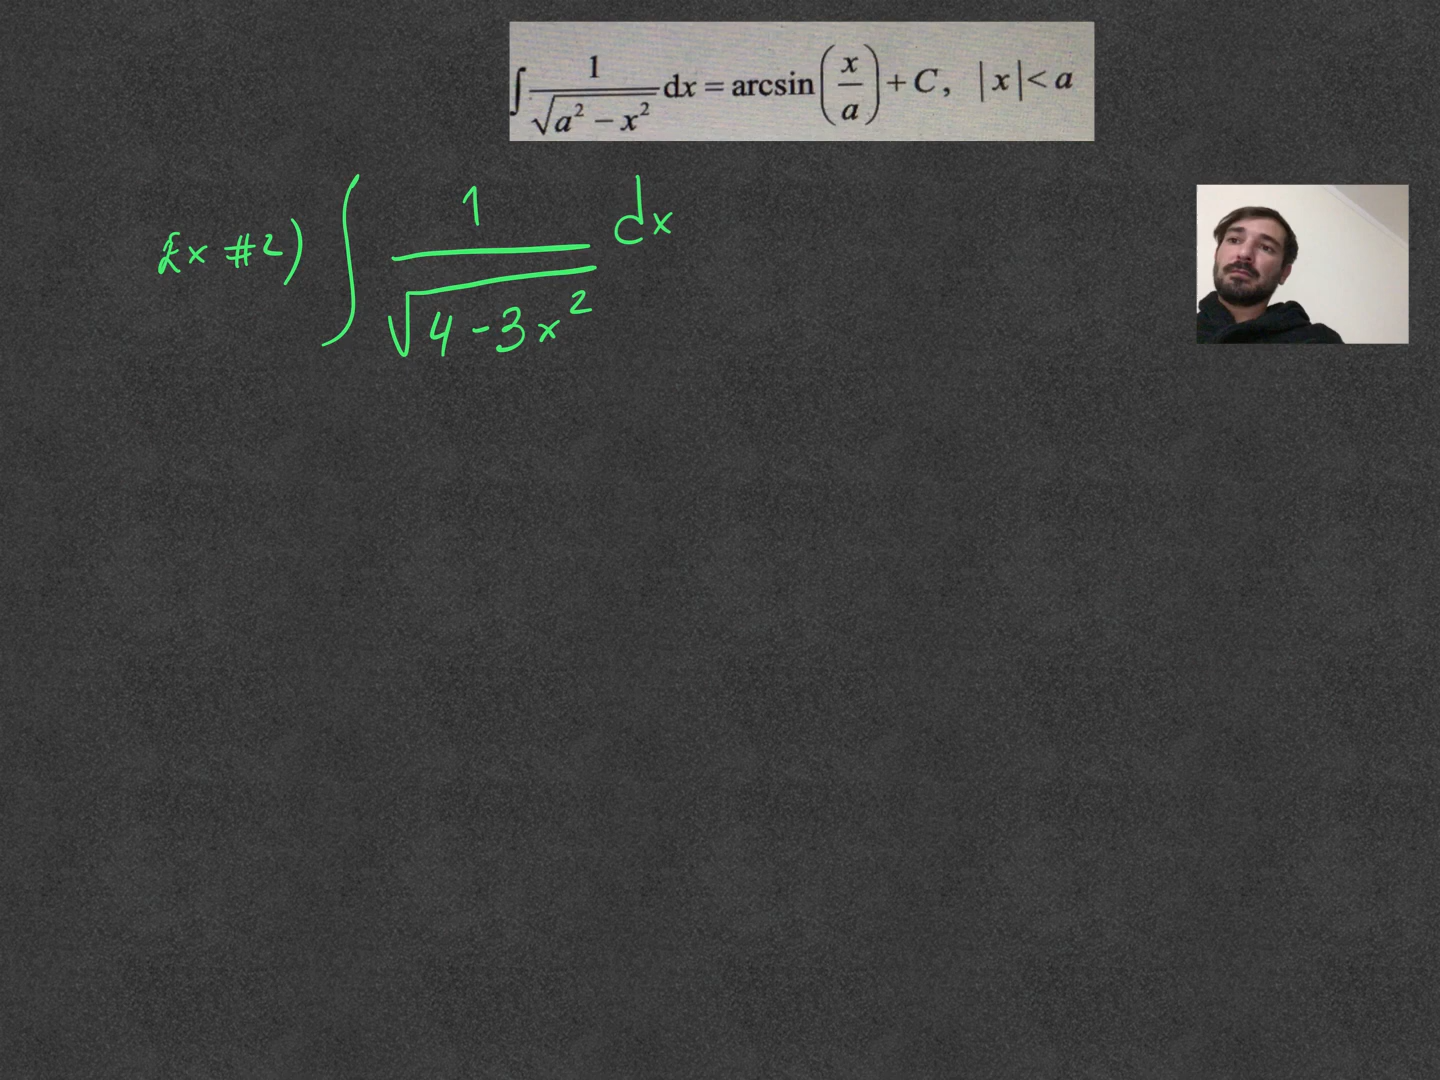 ∫ 1/√(a² − x²) dx = arcsin(x/a) + C, |x| < a
Ex #2) ∫ 1/√(4 - 3x²) dx